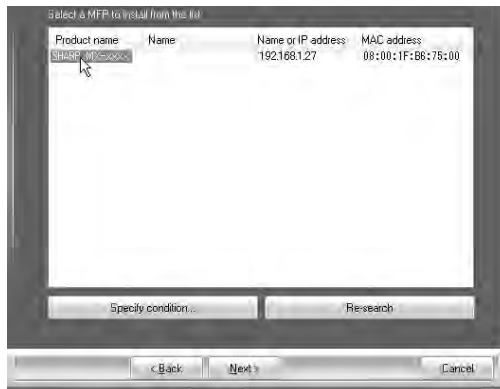 Select a MFP to install from the list
Product name Name Name or IP address MAC address
SHARP MX-xxxx 192.168.1.27 08:00:1F:B6:75:00
Specify condition... Re-search
< Back Next > Cancel